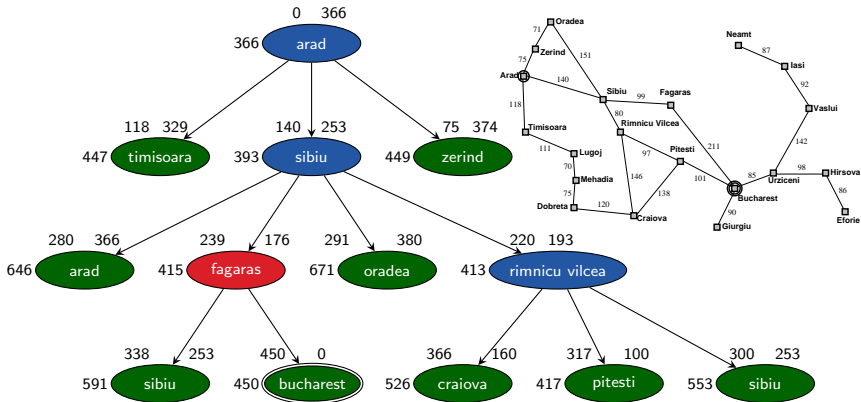 0 366
366 arad
118 329
447 timisoara
140 253
393 sibiu
75 374
449 zerind
280 366
646 arad
239 176
415 fagaras
291 380
671 oradea
220 193
413 rimnicu vilcea
338 253
591 sibiu
450 0
450 bucharest
366 160
526 craiova
317 100
417 pitesti
300 253
553 sibiu
Oradea
71
Zerind
75
151
Arad
140
118
Sibiu
99
Fagaras
80
Timisoara
Rimnicu Vilcea
111
Lugoj
97
Pitesti
211
70
Mehadia
146
101
75
138
Dobreta
120
Craiova
Neamt
87
Iasi
92
Vaslui
142
98
Hirsova
85
Urziceni
86
Bucharest
90
Giurgiu
Eforie